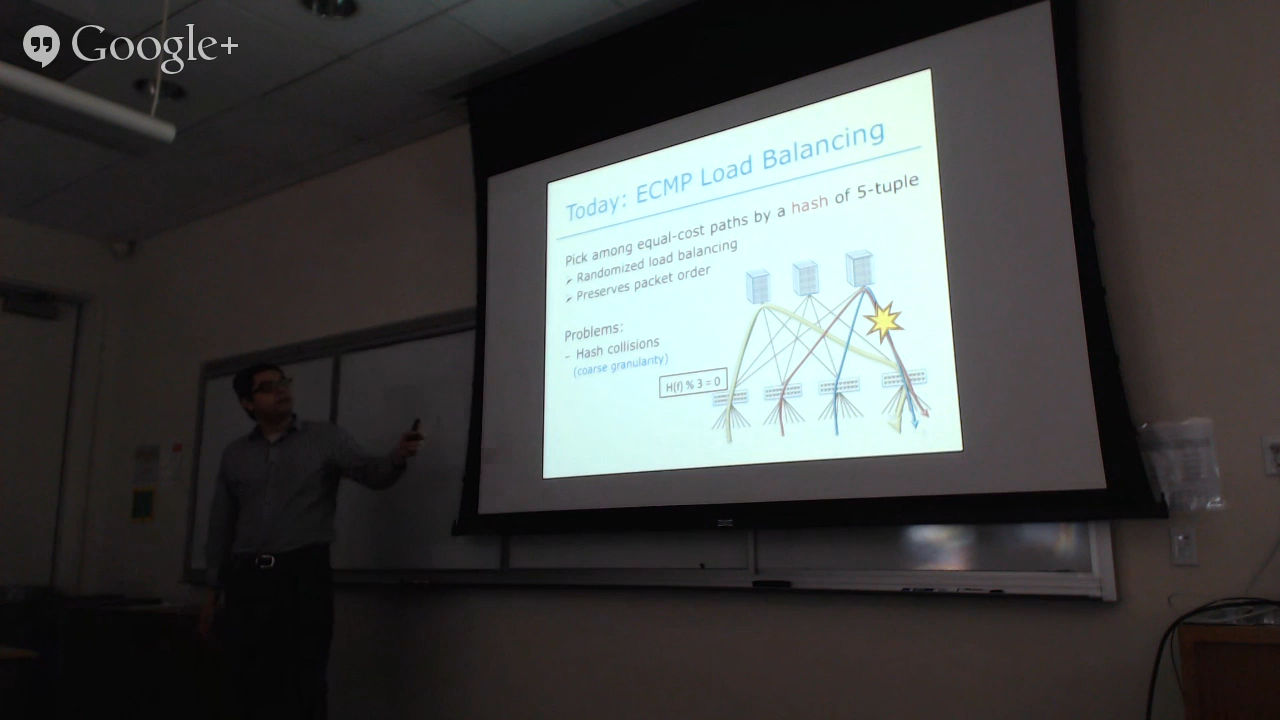 Google+
Today: ECMP Load Balancing
Pick among equal-cost paths by a hash of 5-tuple
➢ Randomized load balancing
➢ Preserves packet order
Problems:
- Hash collisions
(coarse granularity)
H(f) % 3 = 0